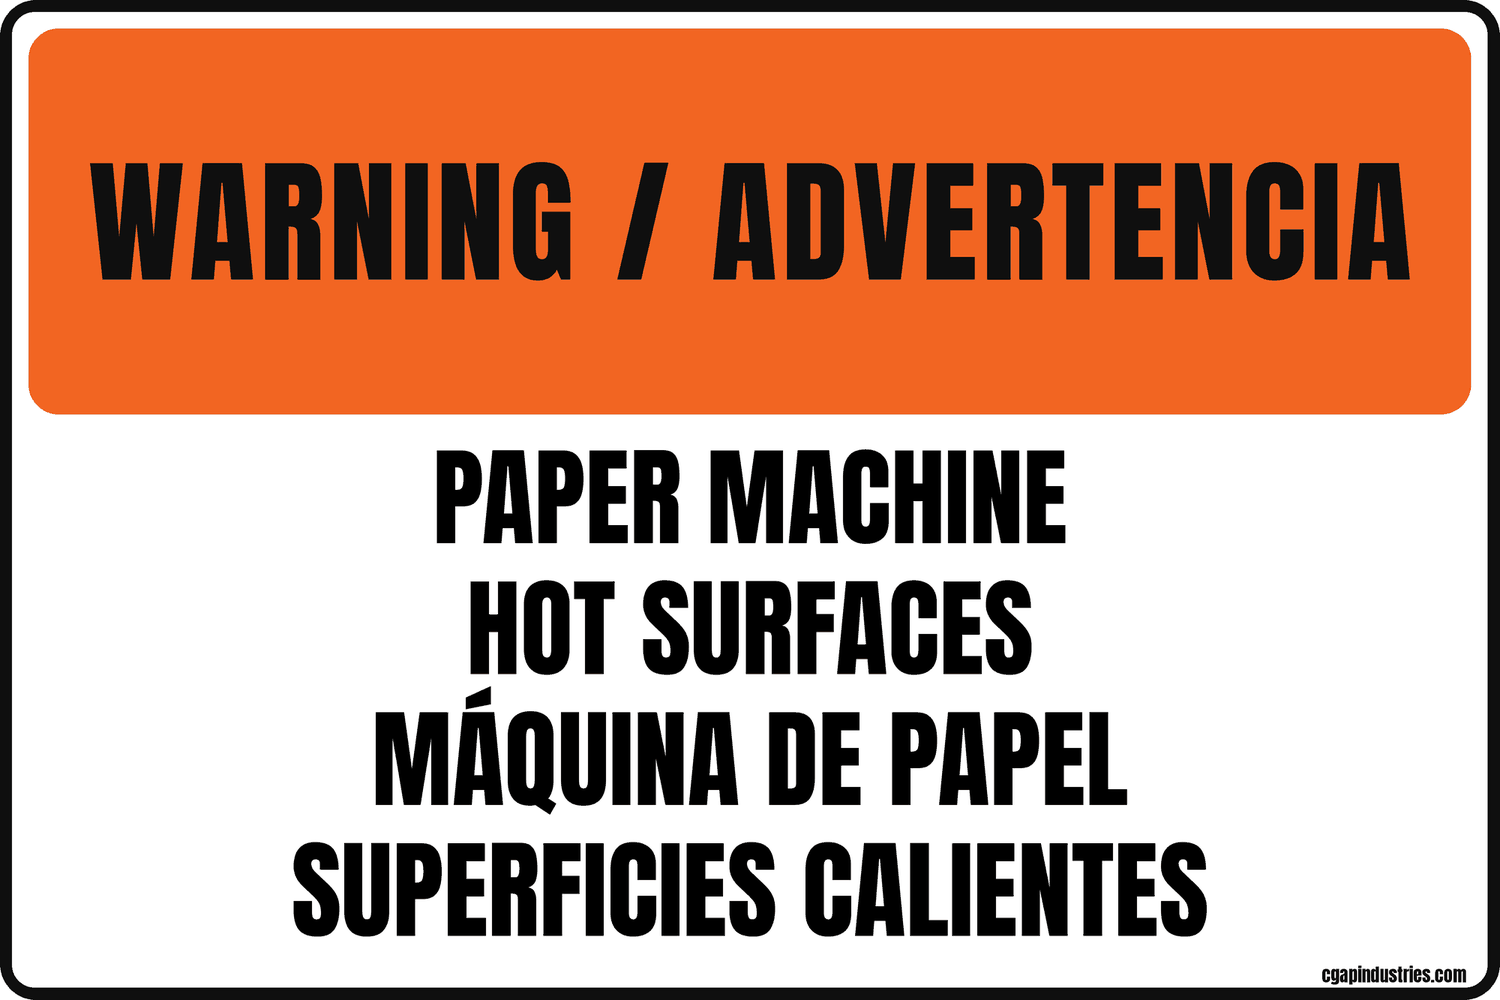 WARNING / ADVERTENCIA
PAPER MACHINE
HOT SURFACES
MÁQUINA DE PAPEL
SUPERFICIES CALIENTES
cgapindustries.com